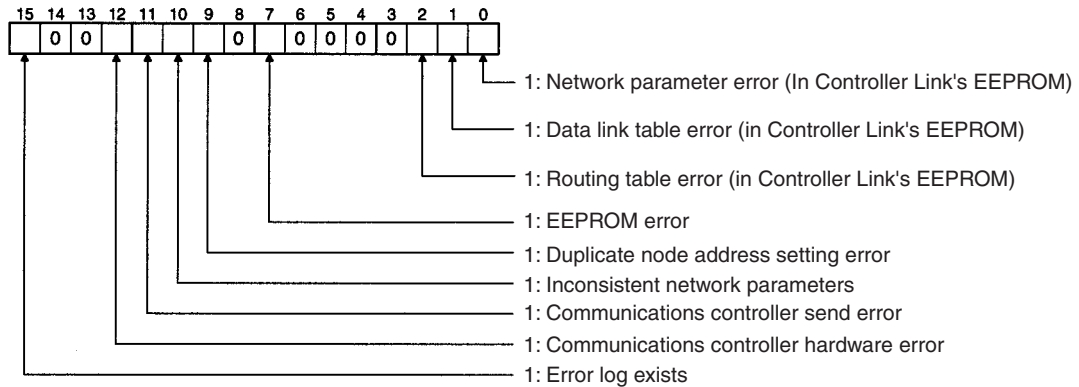 15 14 13 12 11 10 9 8 7 6 5 4 3 2 1 0
0 0 0 0 0 0 0
1: Network parameter error (In Controller Link's EEPROM)
1: Data link table error (in Controller Link's EEPROM)
1: Routing table error (in Controller Link's EEPROM)
1: EEPROM error
1: Duplicate node address setting error
1: Inconsistent network parameters
1: Communications controller send error
1: Communications controller hardware error
1: Error log exists